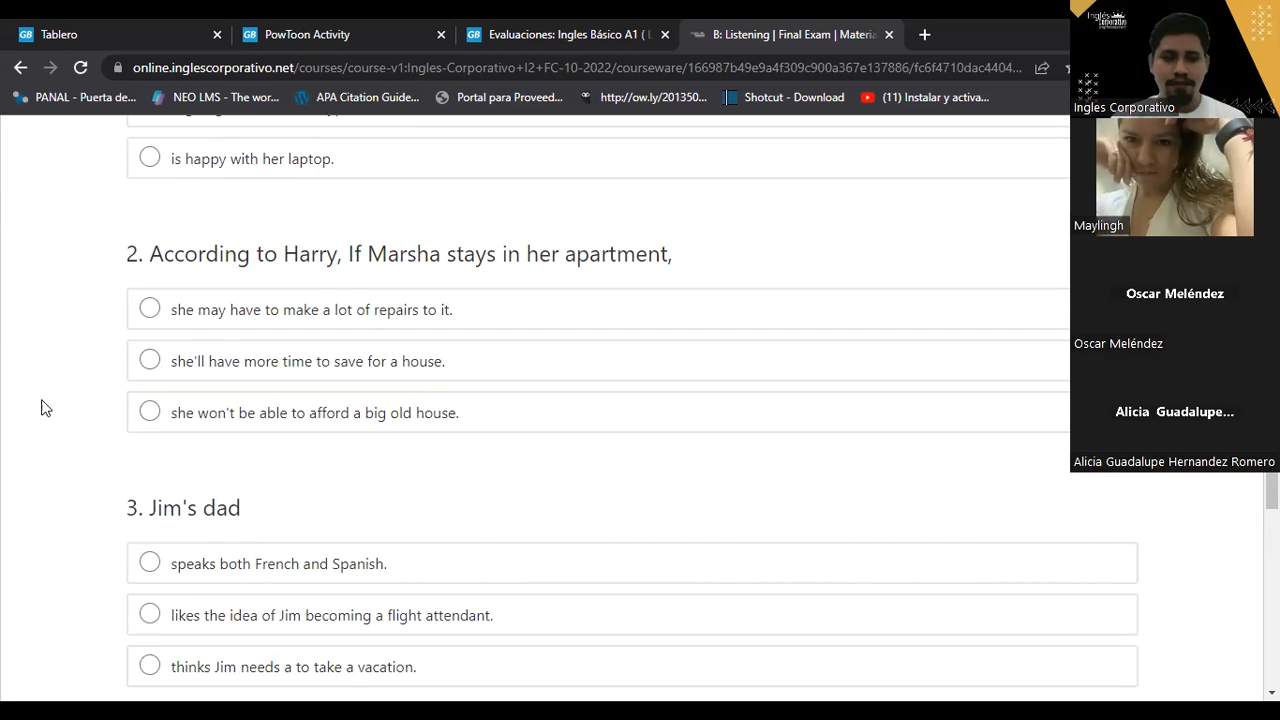 Tablero
PowToon Activity
Evaluaciones: Ingles Básico A1 (
B: Listening | Final Exam | Materia
online.inglescorporativo.net/courses/course-v1:Ingles-Corporativo+I2+FC-10-2022/courseware/166987b49e9a4f309c900a367e137886/fc6f4710dac4404...
PANAL - Puerta de...
NEO LMS - The wor...
APA Citation
Portal para Proveed...
http://ow.ly/201350...
Shotcut - Download
(11) Instalar y activa...
is happy with her laptop.
2. According to Harry, If Marsha stays in her apartment,
she may have to make a lot of repairs to it.
she'll have more time to save for a house.
she won't be able to afford a big old house.
3. Jim's dad
speaks both French and Spanish.
likes the idea of Jim becoming a flight attendant.
thinks Jim needs a to take a vacation.
Inglés
Corporativo
Ingles Corporativo
Maylingh
Oscar Meléndez
Oscar Meléndez
Alicia Guadalupe...
Alicia Guadalupe Hernandez Romero